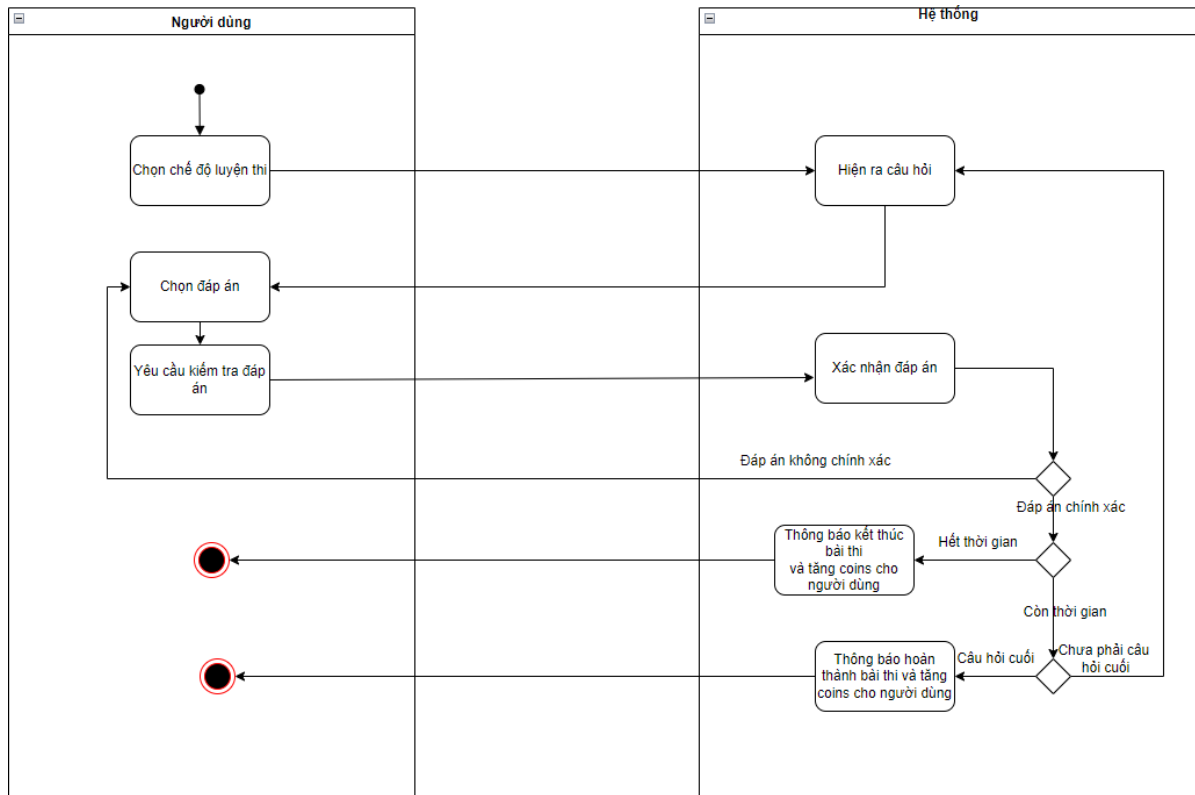 Người dùng
Hệ thống
Chọn chế độ luyện thi
Hiện ra câu hỏi
Chọn đáp án
Yêu cầu kiểm tra đáp
án
Xác nhận đáp án
Đáp án không chính xác
Đáp án chính xác
Thông báo kết thúc
bài thi
và tăng coins cho
người dùng
Hết thời gian
Còn thời gian
Thông báo hoàn
thành bài thi và tăng
coins cho người dùng
Câu hỏi cuối
Chưa phải câu
hỏi cuối